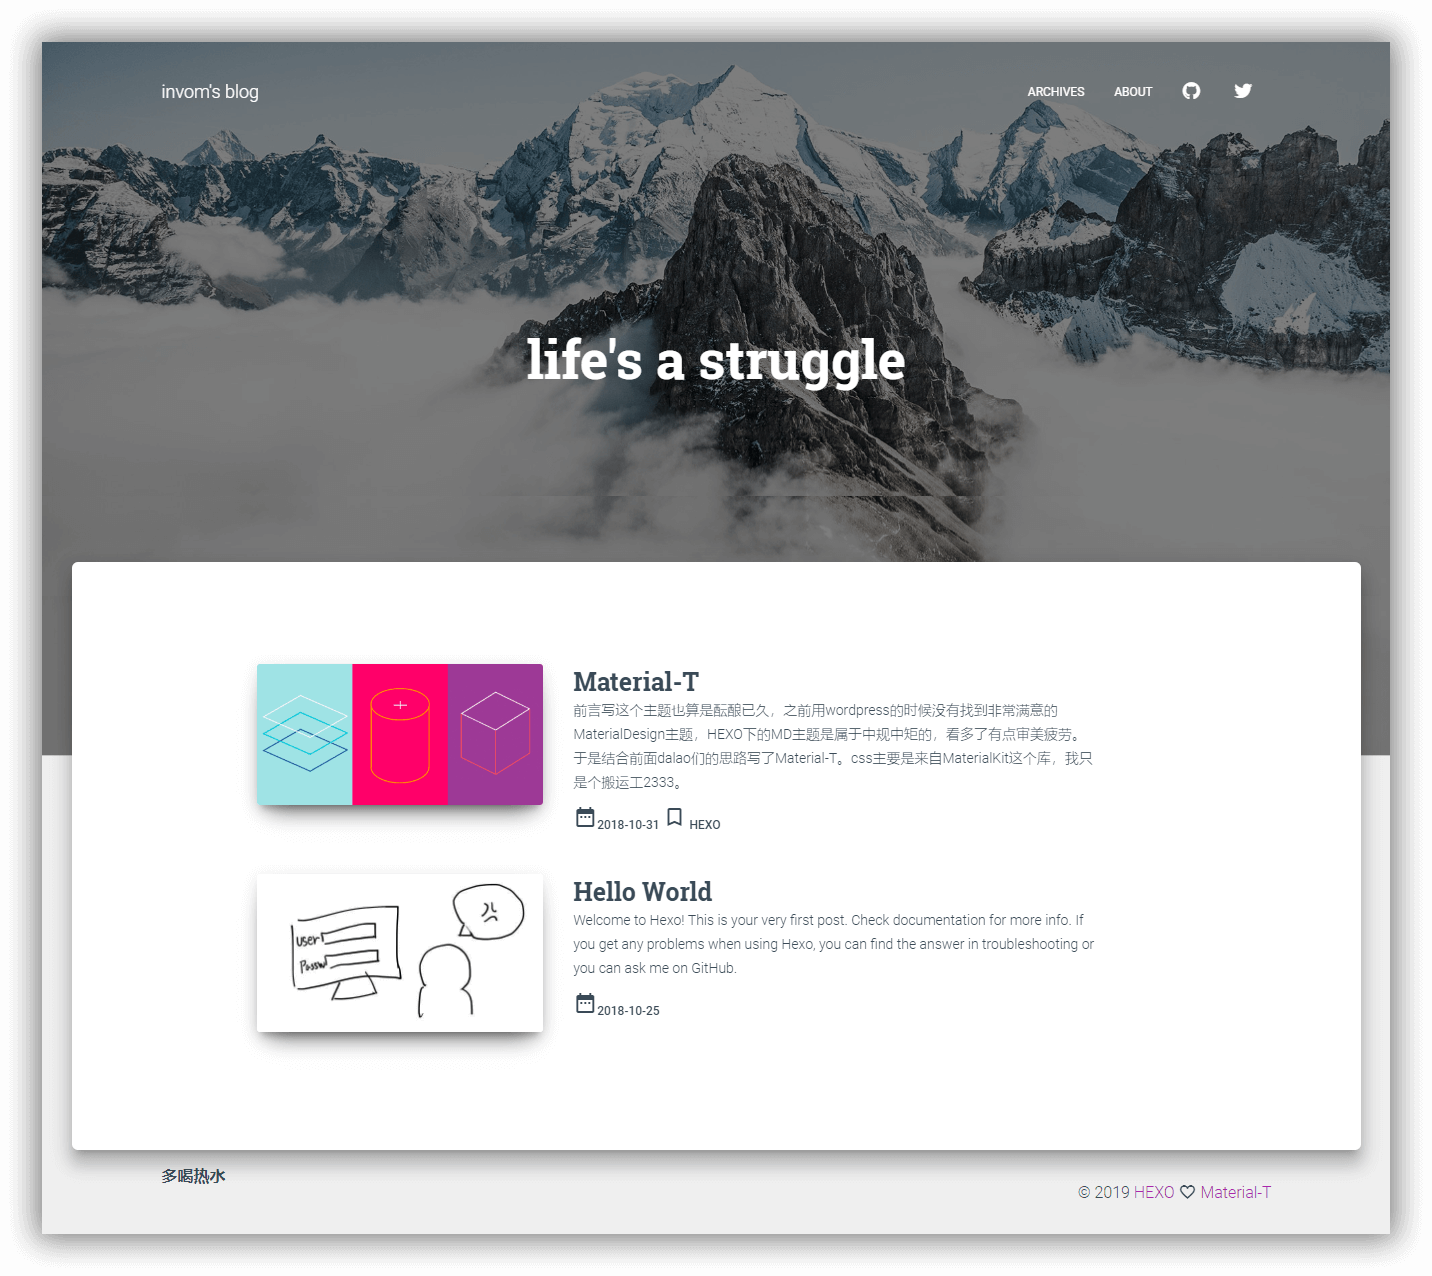 invom's blog
ARCHIVES ABOUT
life's a struggle
Material-T
前言写这个主题也算是酝酿已久，之前用wordpress的时候没有找到非常满意的
MaterialDesign主题，HEXO下的MD主题是属于中规中矩的，看多了有点审美疲劳。
于是结合前面dalao们的思路写了Material-T。css主要是来自MaterialKit这个库，我只
是个搬运工2333。
2018-10-31 HEXO
user
Passwd
Hello World
Welcome to Hexo! This is your very first post. Check documentation for more info. If
you get any problems when using Hexo, you can find the answer in troubleshooting or
you can ask me on GitHub.
2018-10-25
多喝热水
© 2019 HEXO ♡ Material-T